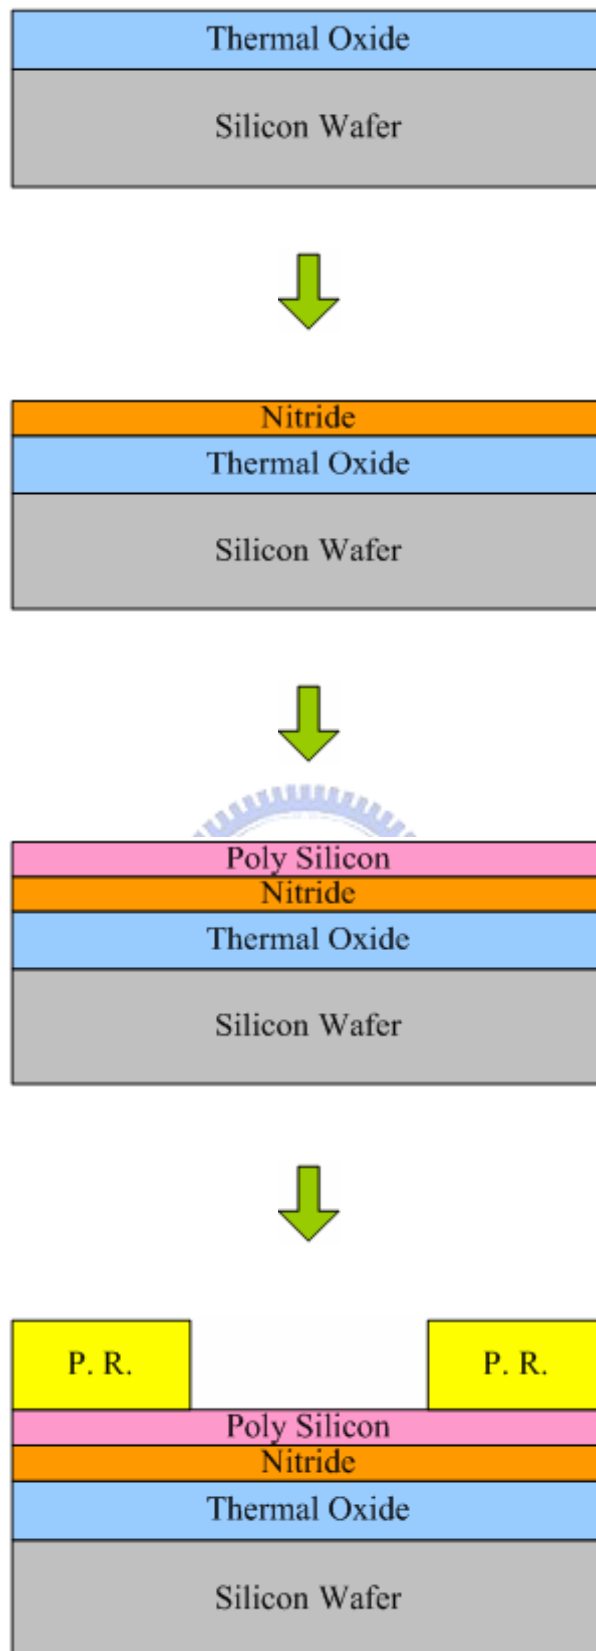 Thermal Oxide
Silicon Wafer
Nitride
Thermal Oxide
Silicon Wafer
Poly Silicon
Nitride
Thermal Oxide
Silicon Wafer
P. R. P. R.
Poly Silicon
Nitride
Thermal Oxide
Silicon Wafer